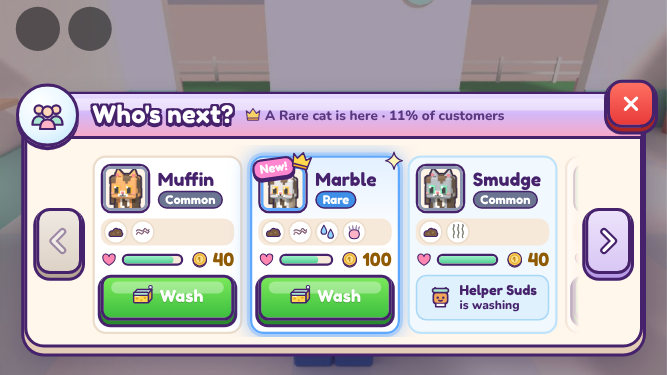 Who's next?
A Rare cat is here · 11% of customers
Muffin
Common
40
Wash
New!
Marble
Rare
100
Wash
Smudge
Common
40
Helper Suds
is washing